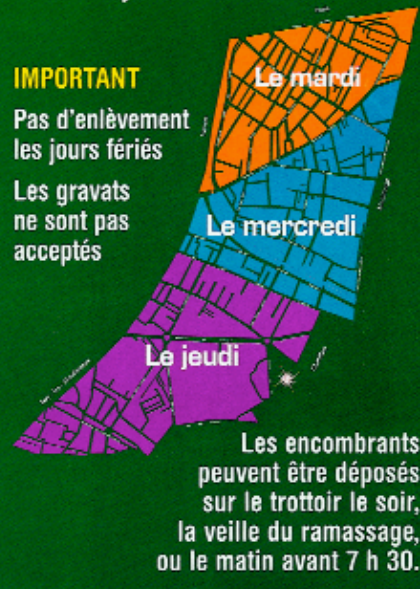 IMPORTANT
Pas d'enlèvement
les jours fériés
Les gravats
ne sont pas
acceptés
Le mardi
Le mercredi
Le jeudi
Les encombrants
peuvent être déposés
sur le trottoir le soir,
la veille du ramassage,
ou le matin avant 7 h 30.